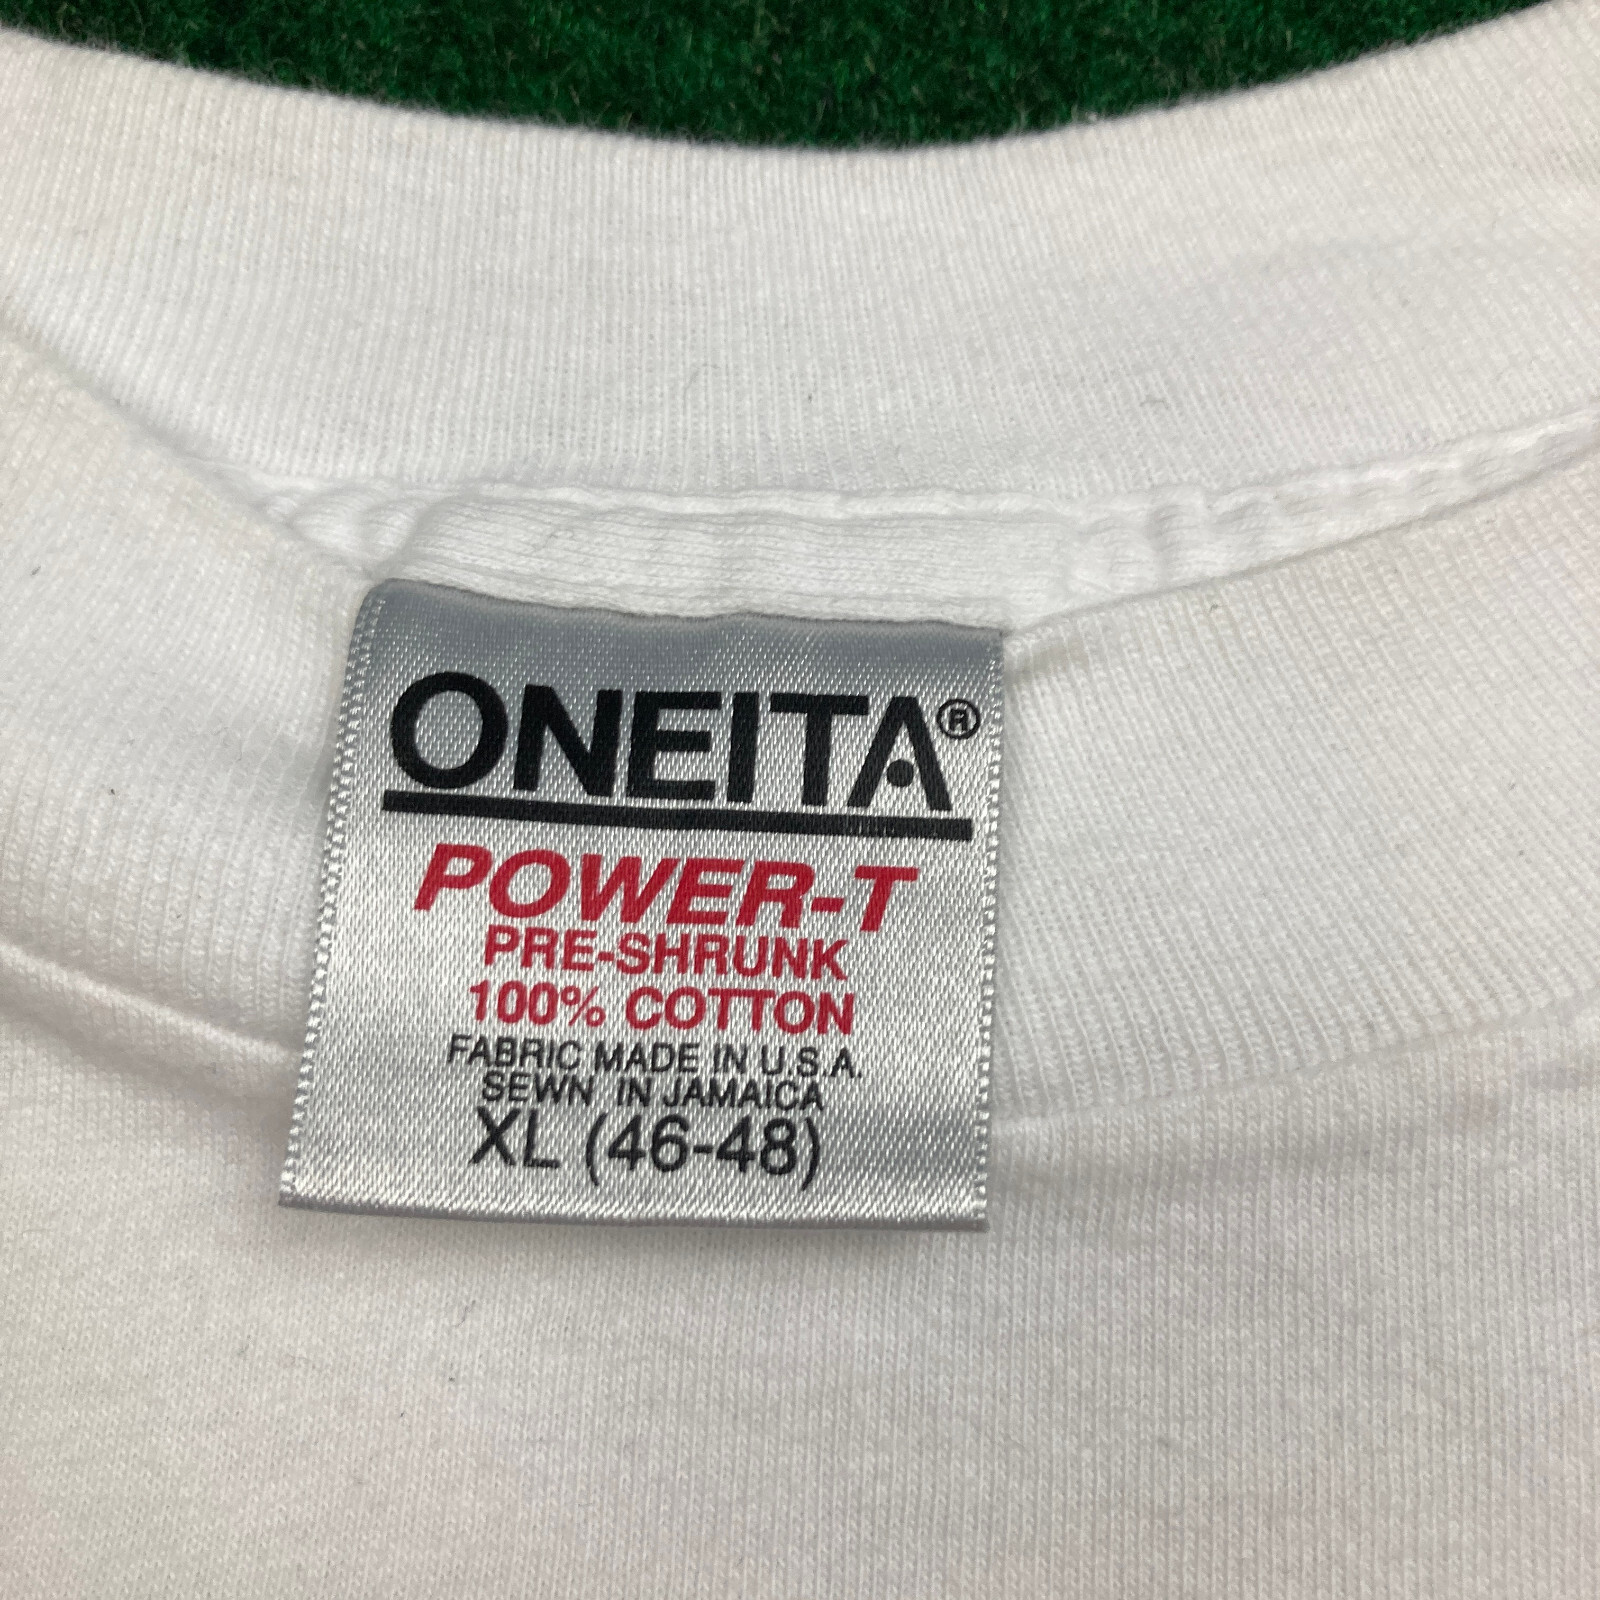 ONEITA®
POWER-T
PRE-SHRUNK
100% COTTON
FABRIC MADE IN U.S.A.
SEWN IN JAMAICA
XL (46-48)